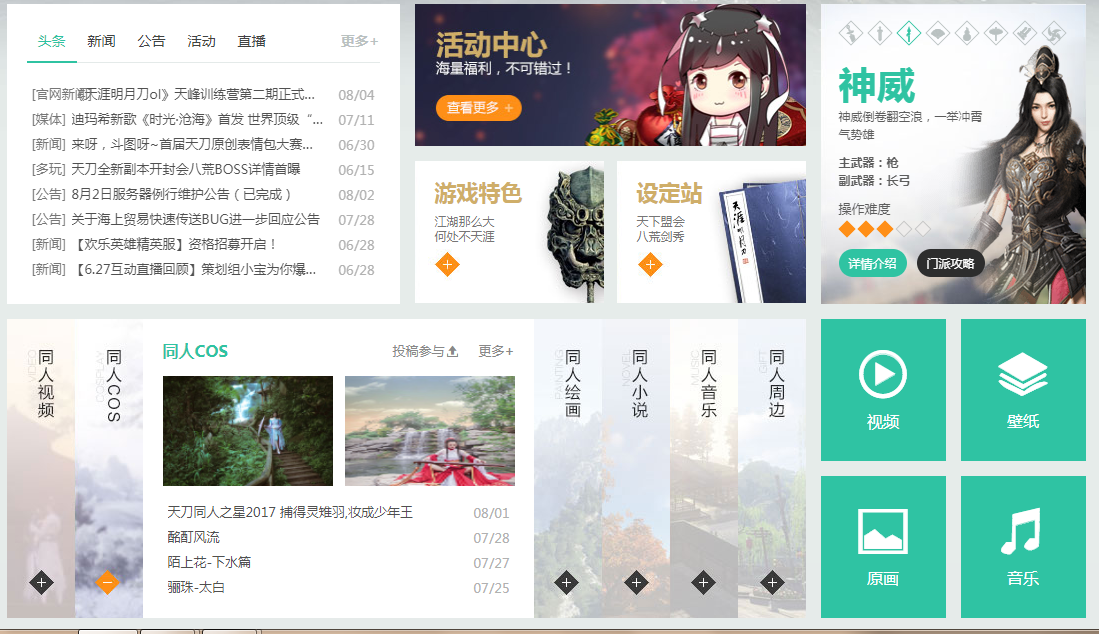 头条 新闻 公告 活动 直播 更多+
[官网新闻]《天涯明月刀ol》天峰训练营第二期正式... 08/04
[媒体] 迪玛希新歌《时光·沧海》首发 世界顶级“... 07/11
[新闻] 来呀，斗图呀~首届天刀原创表情包大赛... 06/30
[多玩] 天刀全新副本开封会八荒BOSS详情首曝 06/15
[公告] 8月2日服务器例行维护公告（已完成） 08/02
[公告] 关于海上贸易快速传送BUG进一步回应公告 07/28
[新闻] 【欢乐英雄精英服】资格招募开启！ 06/28
[新闻] 【6.27互动直播回顾】策划组小宝为你爆... 06/28
活动中心
海量福利，不可错过！
查看更多 +
游戏特色
江湖那么大
何处不天涯
设定站
天下盟会
八荒剑秀
天涯明月刀
神威
神威倒卷翻空浪，一举冲霄
气势雄
主武器：枪
副武器：长弓
操作难度
详情介绍 门派攻略
同人视频
VIDEO
同人COS
COSPLAY
同人COS 投稿参与 更多+
天刀同人之星2017 捕得灵雉羽,妆成少年王 08/01
酩酊风流 07/28
陌上花-下水篇 07/27
骊珠-太白 07/25
同人绘画
PAINTING
同人小说
NOVEL
同人音乐
MUSIC
同人周边
GIFT
视频
壁纸
原画
音乐